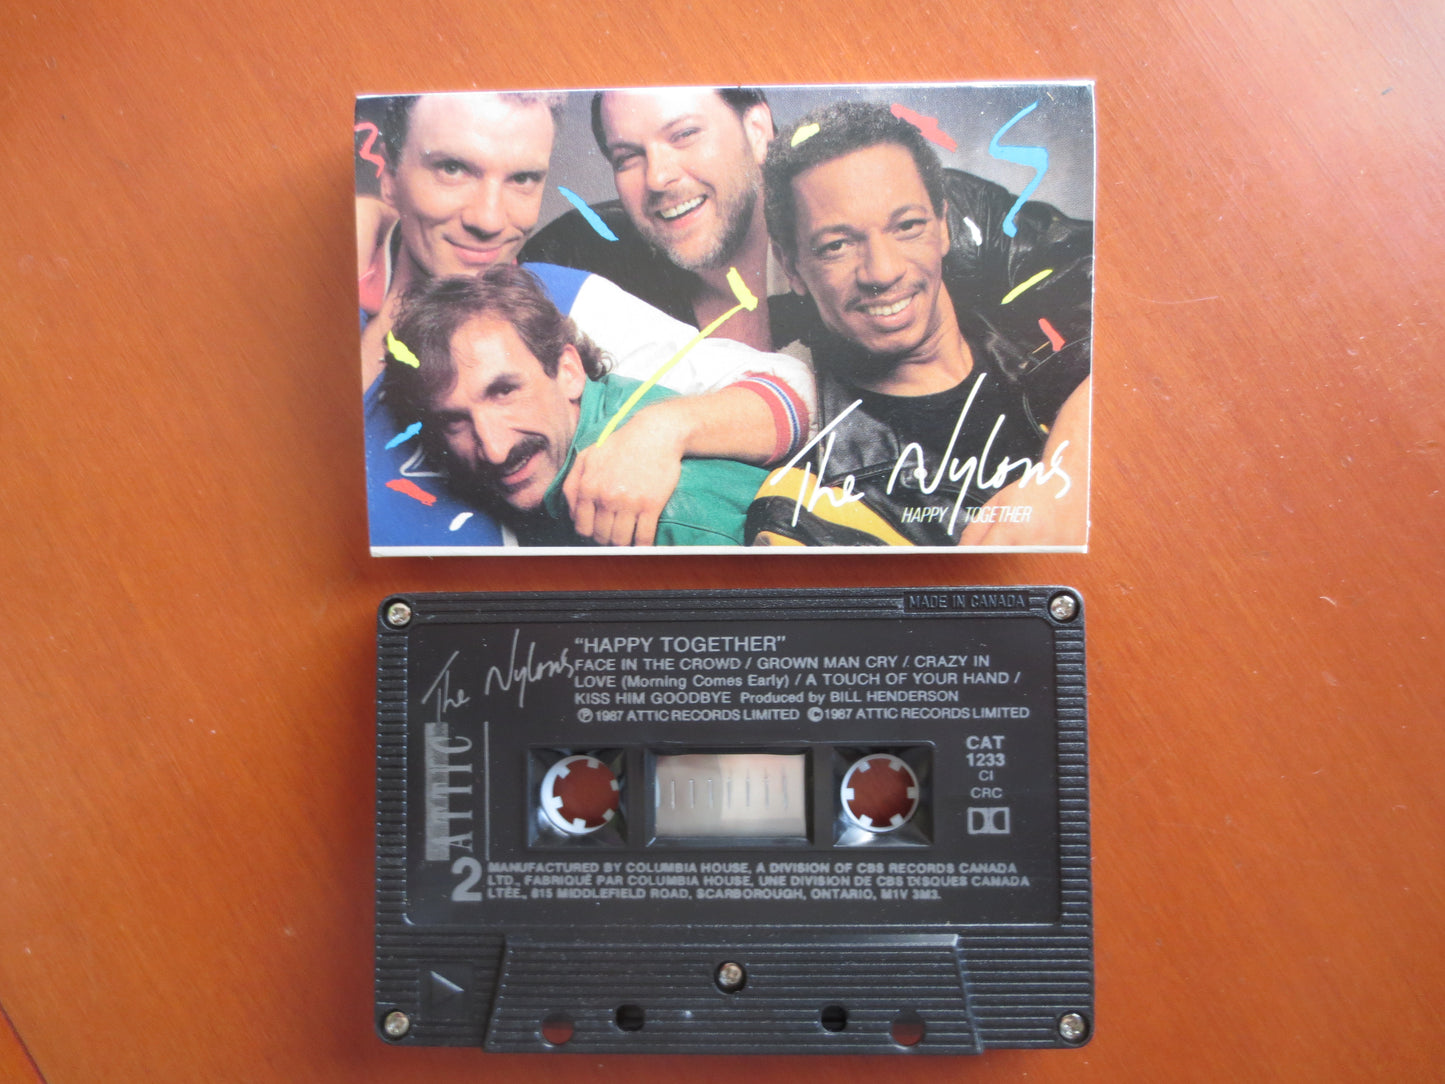 The Nylons
HAPPY TOGETHER
MADE IN CANADA
The Nylons
"HAPPY TOGETHER"
FACE IN THE CROWD / GROWN MAN CRY / CRAZY IN
LOVE (Morning Comes Early) / A TOUCH OF YOUR HAND /
KISS HIM GOODBYE Produced by BILL HENDERSON
Ⓟ1987 ATTIC RECORDS LIMITED ©1987 ATTIC RECORDS LIMITED
ATTIC
CAT
1233
CI
CRC
2
MANUFACTURED BY COLUMBIA HOUSE, A DIVISION OF CBS RECORDS CANADA
LTD., FABRIQUÉ PAR COLUMBIA HOUSE, UNE DIVISION DE CBS DISQUES CANADA
LTÉE., 615 MIDDLEFIELD ROAD, SCARBOROUGH, ONTARIO, M1V 3M3.